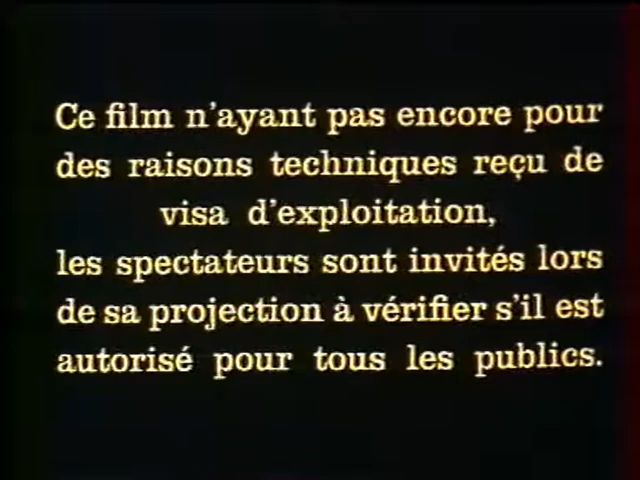 Ce film n'ayant pas encore pour
des raisons techniques reçu de
visa d'exploitation,
les spectateurs sont invités lors
de sa projection à vérifier s'il est
autorisé pour tous les publics.